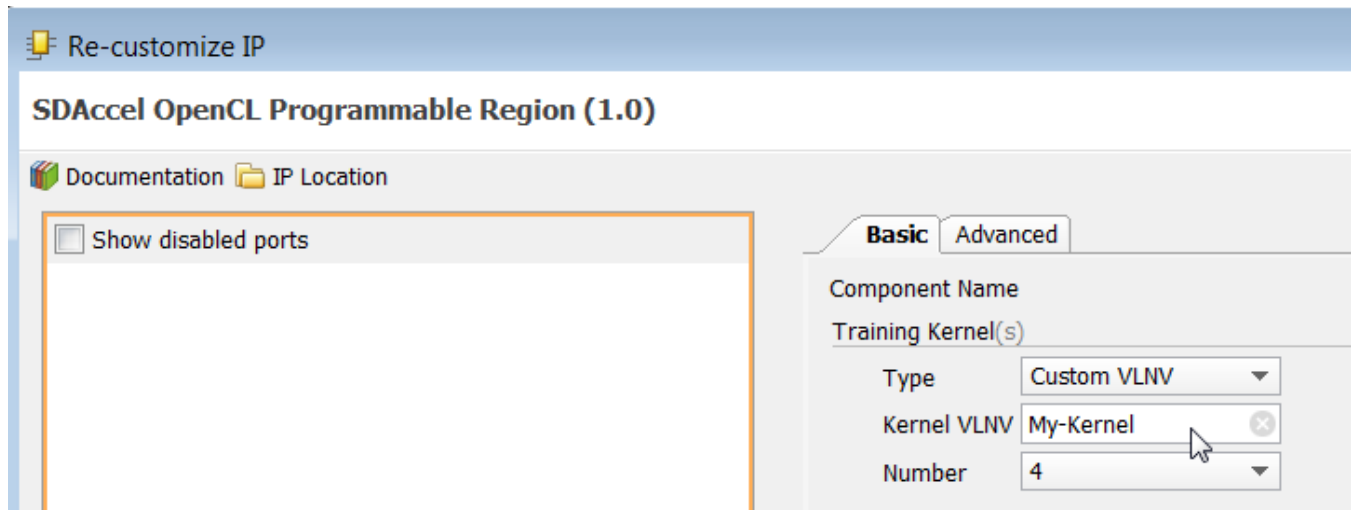 Re-customize IP
SDAccel OpenCL Programmable Region (1.0)
Documentation IP Location
Show disabled ports
Basic Advanced
Component Name
Training Kernel(s)
Type Custom VLNV
Kernel VLNV My-Kernel
Number 4